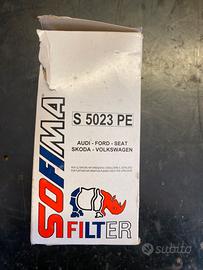 SOFIMA
S 5023 PE
AUDI - FORD - SEAT
SKODA - VOLKSWAGEN
FILTER
subito